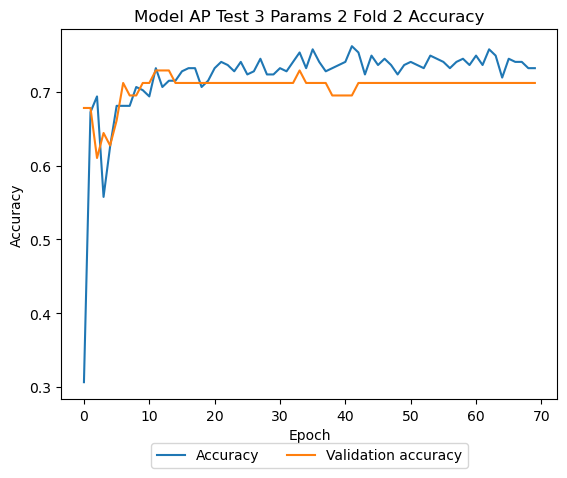 Model AP Test 3 Params 2 Fold 2 Accuracy
0.7
0.6
0.5
0.4
0.3
Accuracy
0 10 20 30 40 50 60 70
Epoch
Accuracy Validation accuracy